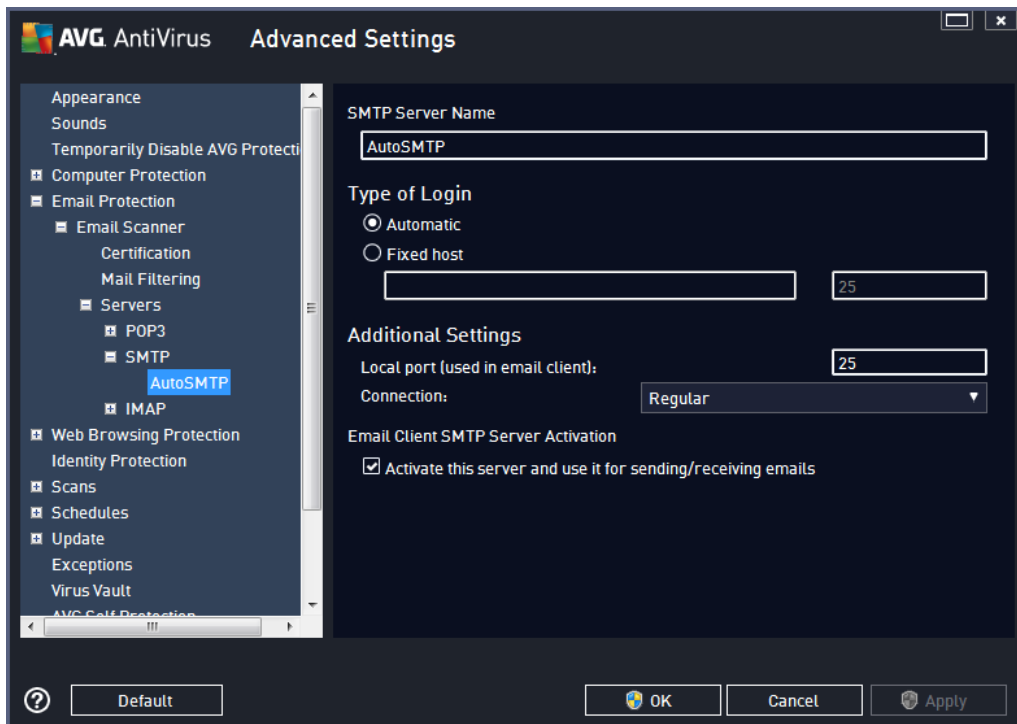 AVG. AntiVirus Advanced Settings
Appearance
Sounds
Temporarily Disable AVG Protecti
Computer Protection
Email Protection
Email Scanner
Certification
Mail Filtering
Servers
POP3
SMTP
AutoSMTP
IMAP
Web Browsing Protection
Identity Protection
Scans
Schedules
Update
Exceptions
Virus Vault
AVG Self Protection
SMTP Server Name
AutoSMTP
Type of Login
Automatic
Fixed host
25
Additional Settings
Local port (used in email client):
25
Connection:
Regular
Email Client SMTP Server Activation
Activate this server and use it for sending/receiving emails
? Default OK Cancel Apply